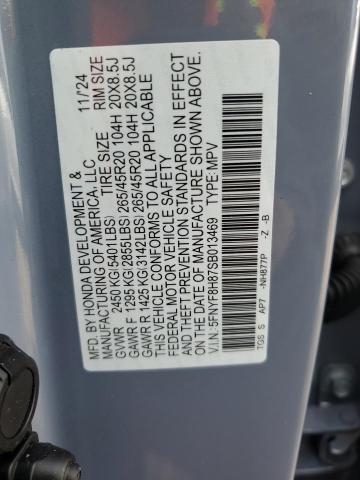 MFD. BY HONDA DEVELOPMENT & 11/24
MANUFACTURING OF AMERICA, LLC
TIRE SIZE RIM SIZE
GVWR 2450 KG(5401LBS)
GAWR F 1295 KG(2855LBS) 265/45R20 104H 20X8.5J
GAWR R 1425 KG(3142LBS) 265/45R20 104H 20X8.5J
THIS VEHICLE CONFORMS TO ALL APPLICABLE
FEDERAL MOTOR VEHICLE SAFETY
AND THEFT PREVENTION STANDARDS IN EFFECT
ON THE DATE OF MANUFACTURE SHOWN ABOVE.
V.I.N.:5FNYF8H87SB013469 TYPE: MPV
TGS S AP7 -NH877P -Z -B